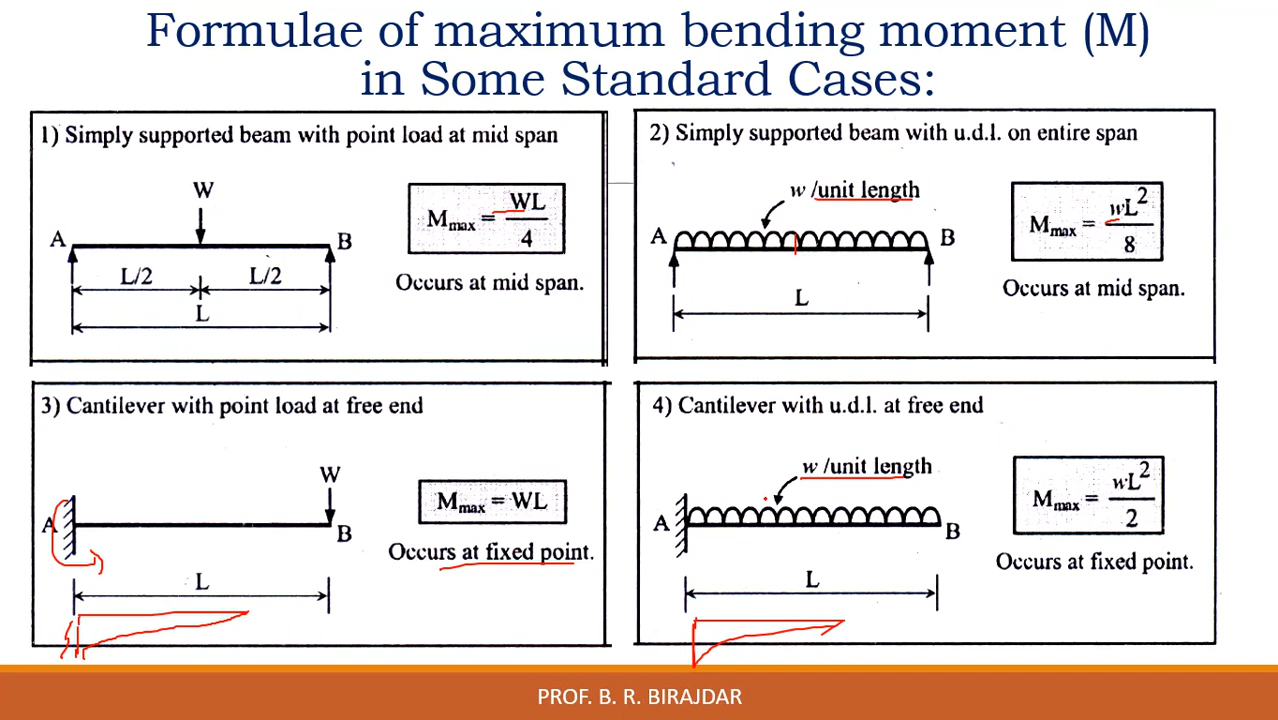 Formulae of maximum bending moment (M)
in Some Standard Cases:
1) Simply supported beam with point load at mid span
W
A
B
L/2
L/2
L
M_max = WL/4
Occurs at mid span.
2) Simply supported beam with u.d.l. on entire span
w /unit length
A
B
L
M_max = wL²/8
Occurs at mid span.
3) Cantilever with point load at free end
W
A
B
L
M_max = WL
Occurs at fixed point.
4) Cantilever with u.d.l. at free end
w /unit length
A
B
L
M_max = wL²/2
Occurs at fixed point.
PROF. B. R. BIRAJDAR